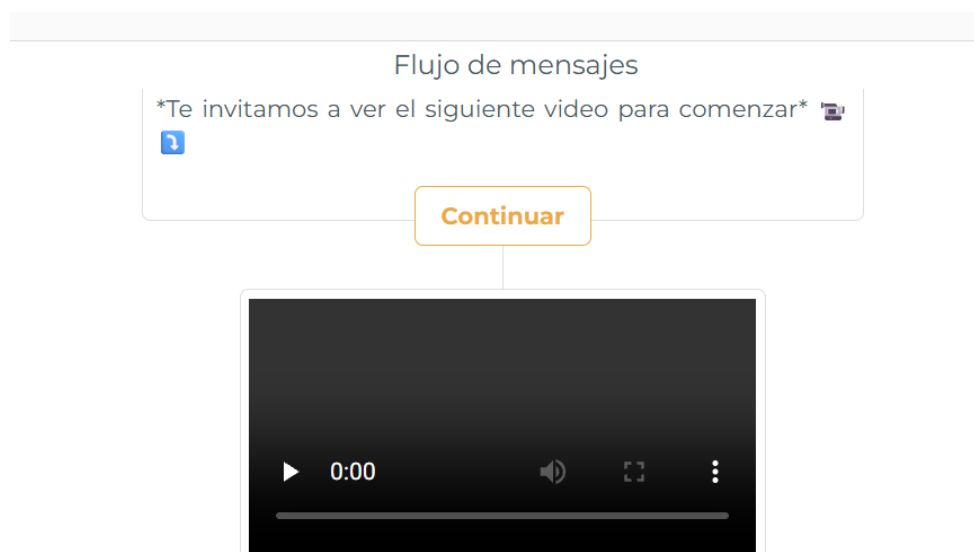 Flujo de mensajes
*Te invitamos a ver el siguiente video para comenzar* 🎥
⤵️
Continuar
0:00